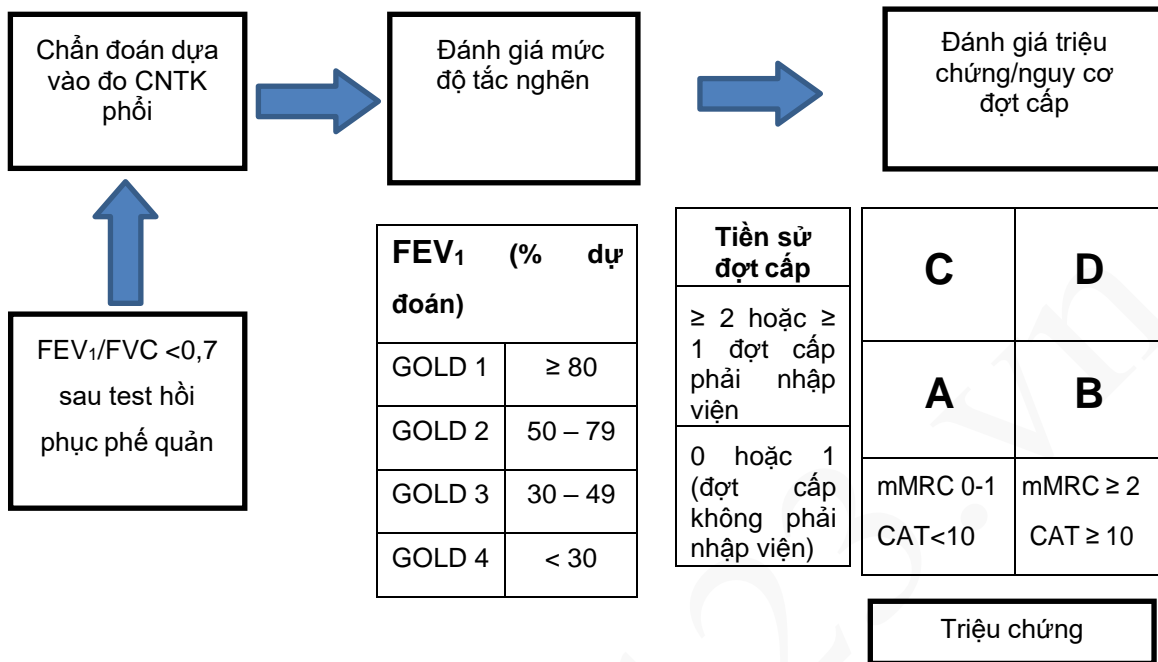 Chẩn đoán dựa
vào đo CNTK
phổi
Đánh giá mức
độ tắc nghẽn
Đánh giá triệu
chứng/nguy cơ
đợt cấp
FEV₁/FVC <0,7
sau test hồi
phục phế quản
FEV₁ (% dự
đoán)
GOLD 1 ≥ 80
GOLD 2 50 – 79
GOLD 3 30 – 49
GOLD 4 < 30
Tiền sử
đợt cấp
≥ 2 hoặc ≥
1 đợt cấp
phải nhập
viện
0 hoặc 1
(đợt cấp
không phải
nhập viện)
C D
A B
mMRC 0-1 mMRC ≥ 2
CAT<10 CAT ≥ 10
Triệu chứng